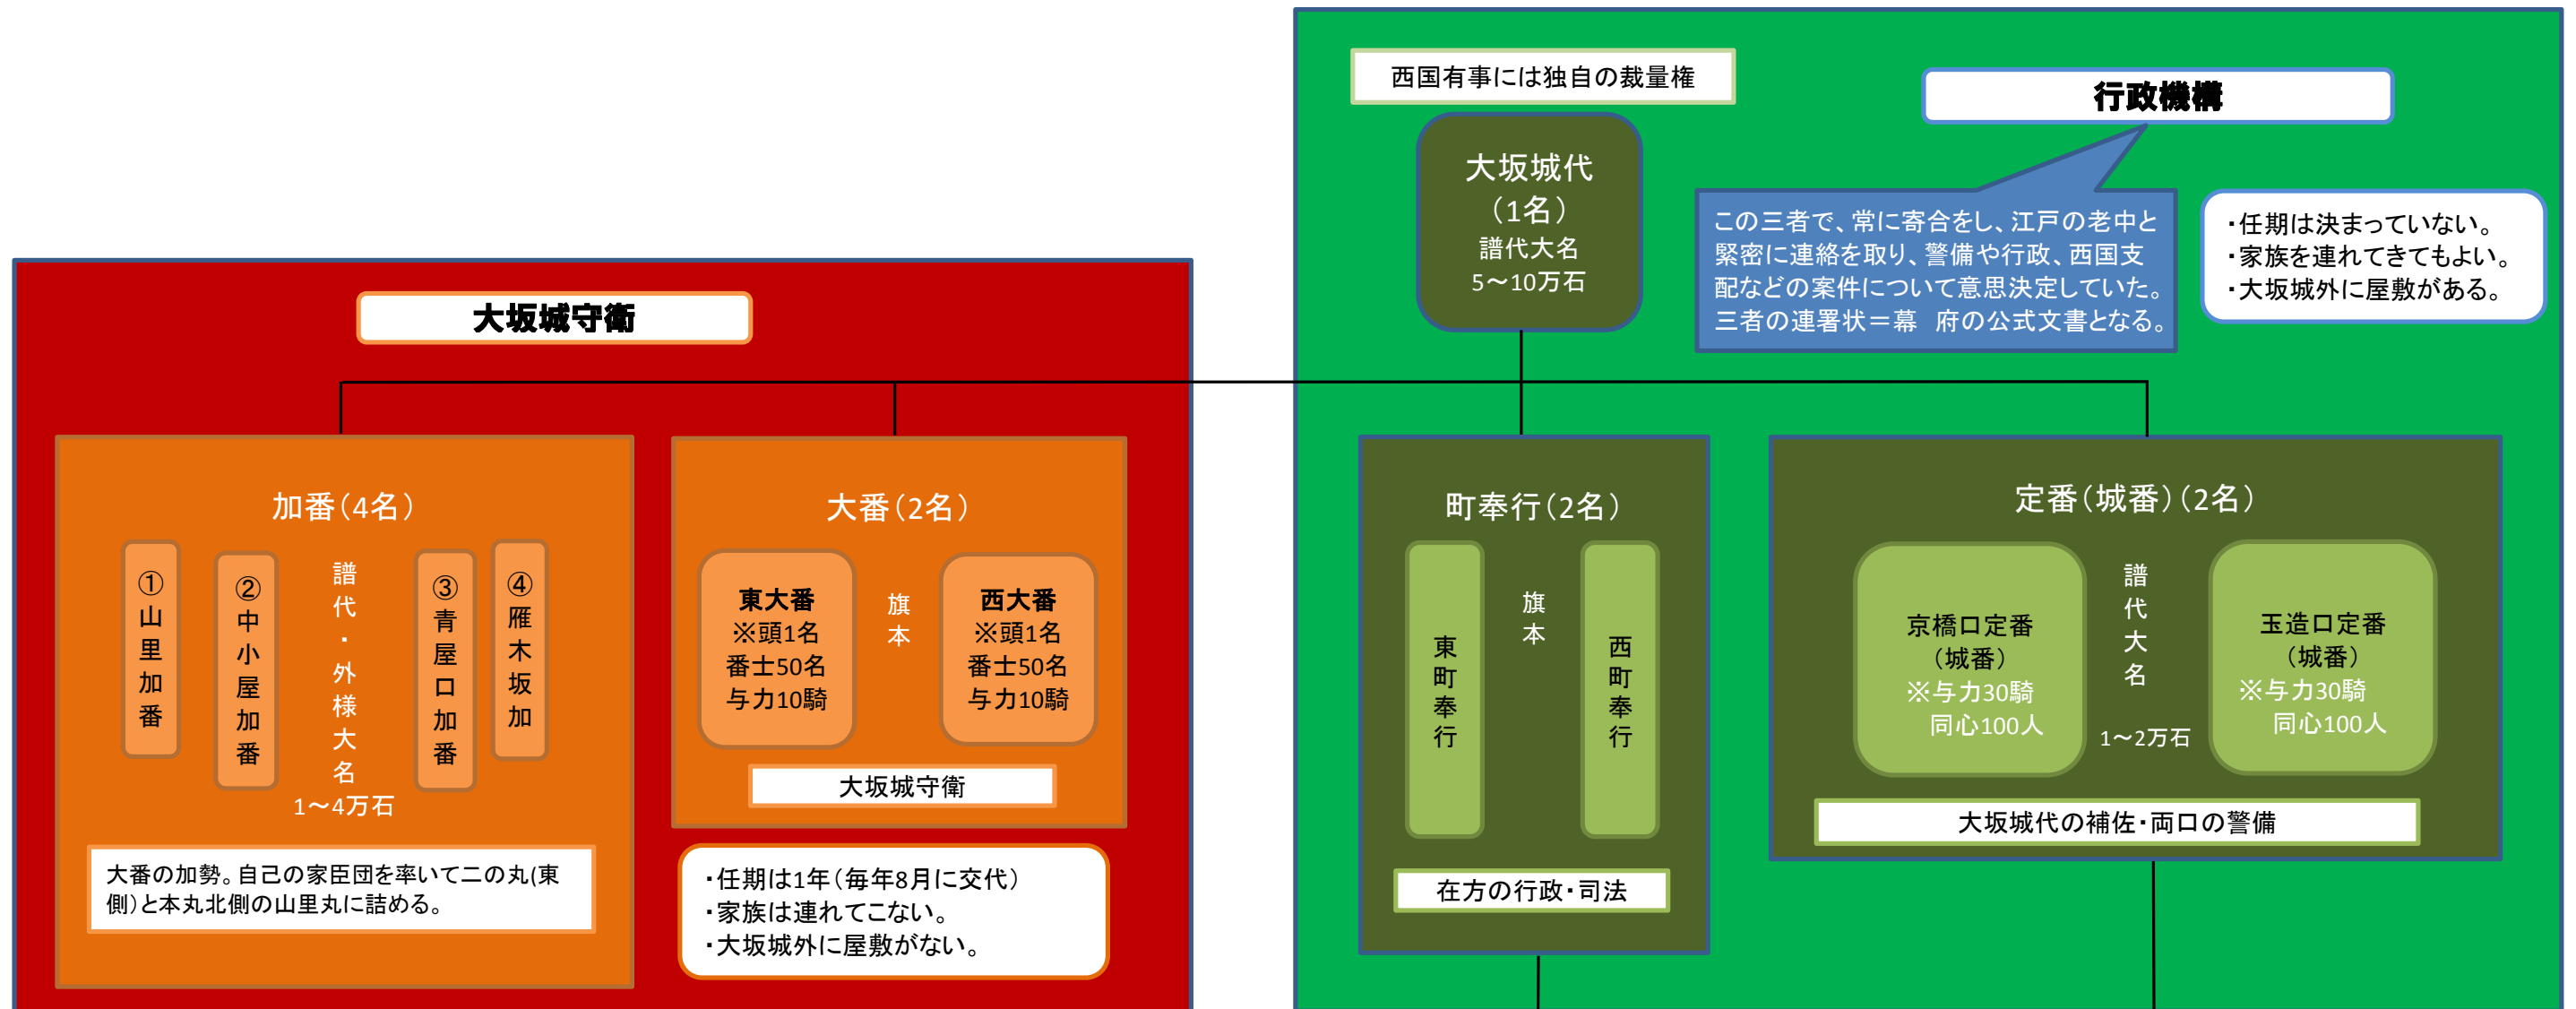 西国有事には独自の裁量権
行政機構
大坂城代
（1名）
譜代大名
5～10万石
この三者で、常に寄合をし、江戸の老中と
緊密に連絡を取り、警備や行政、西国支
配などの案件について意思決定していた。
三者の連署状＝幕　府の公式文書となる。
・任期は決まっていない。
・家族を連れてきてもよい。
・大坂城外に屋敷がある。
大坂城守衛
加番（4名）
①山里加番
②中小屋加番
譜代・外様大名
1～4万石
③青屋口加番
④雁木坂加
大番の加勢。自己の家臣団を率いて二の丸(東
側）と本丸北側の山里丸に詰める。
大番（2名）
東大番
※頭1名
番士50名
与力10騎
旗本
西大番
※頭1名
番士50名
与力10騎
大坂城守衛
・任期は1年（毎年8月に交代）
・家族は連れてこない。
・大坂城外に屋敷がない。
町奉行（2名）
東町奉行
旗本
西町奉行
在方の行政・司法
定番（城番）（2名）
京橋口定番
（城番）
※与力30騎
同心100人
譜代大名
1～2万石
玉造口定番
（城番）
※与力30騎
同心100人
大坂城代の補佐・両口の警備